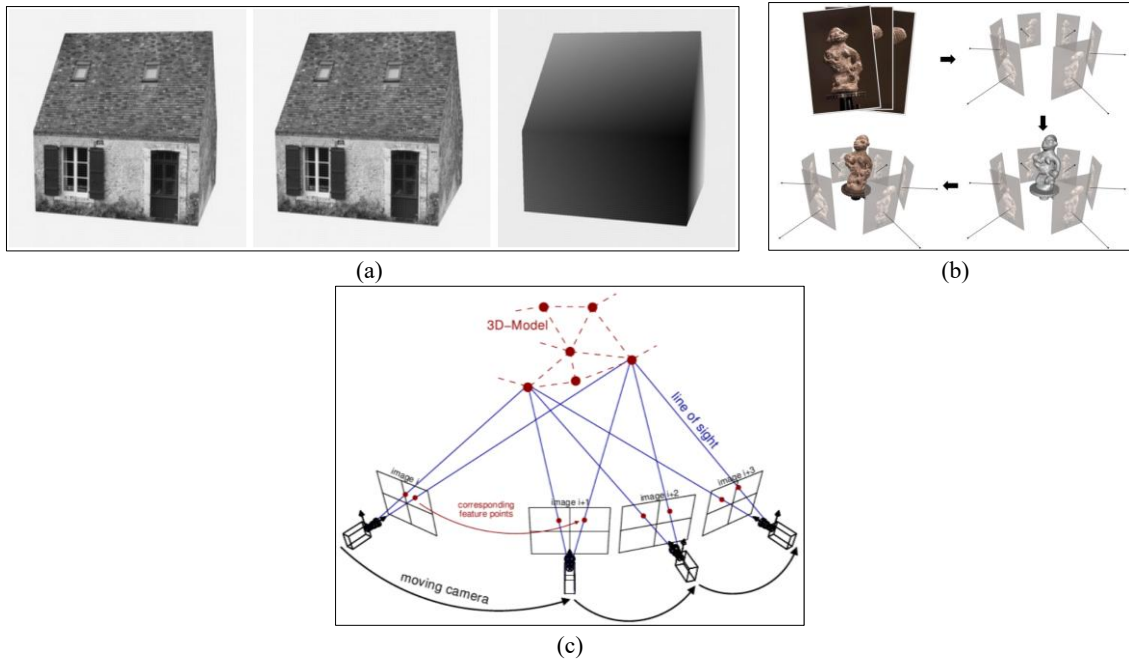 (a)
(b)
3D-Model
line of sight
image i
image i+1
image i+2
image i+3
corresponding
feature points
moving camera
(c)